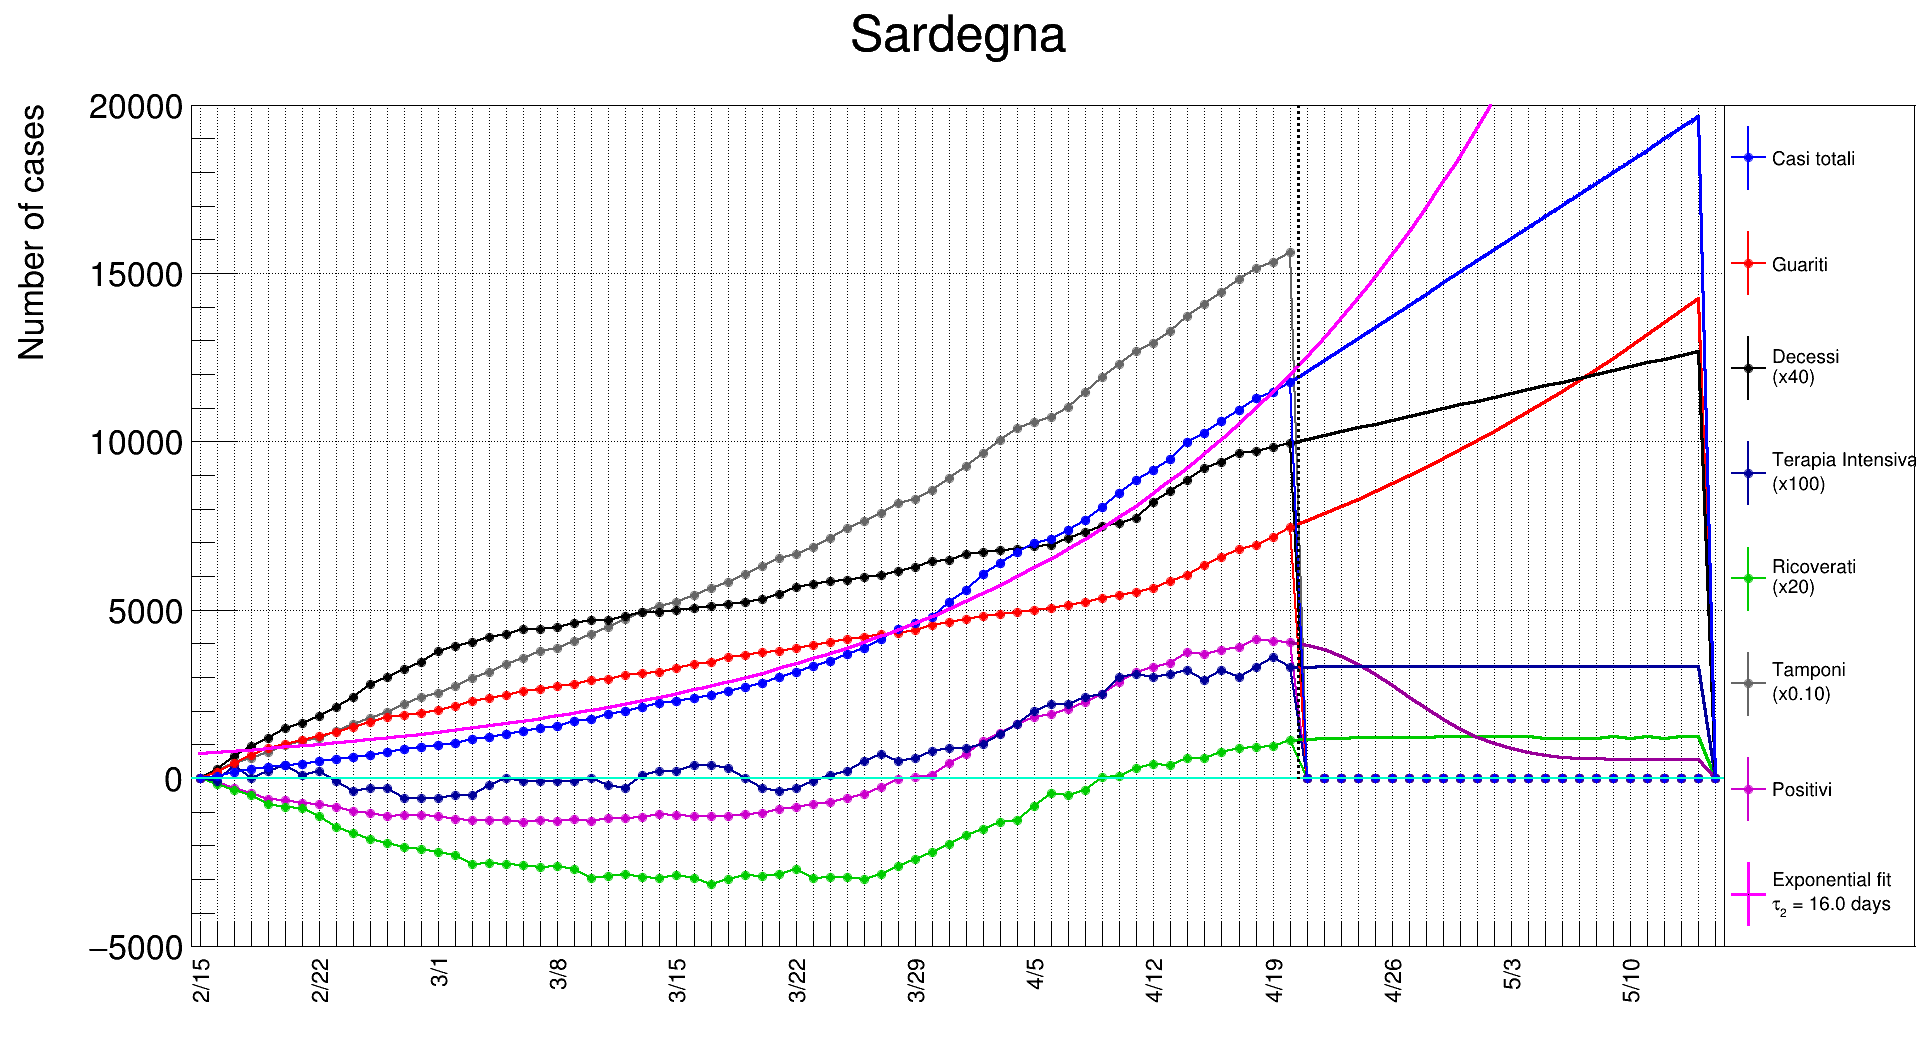 Sardegna
Number of cases
20000
15000
10000
5000
0
−5000
2/15
2/22
3/1
3/8
3/15
3/22
3/29
4/5
4/12
4/19
4/26
5/3
5/10
Casi totali
Guariti
Decessi
(x40)
Terapia Intensiva
(x100)
Ricoverati
(x20)
Tamponi
(x0.10)
Positivi
Exponential fit
τ₂ = 16.0 days